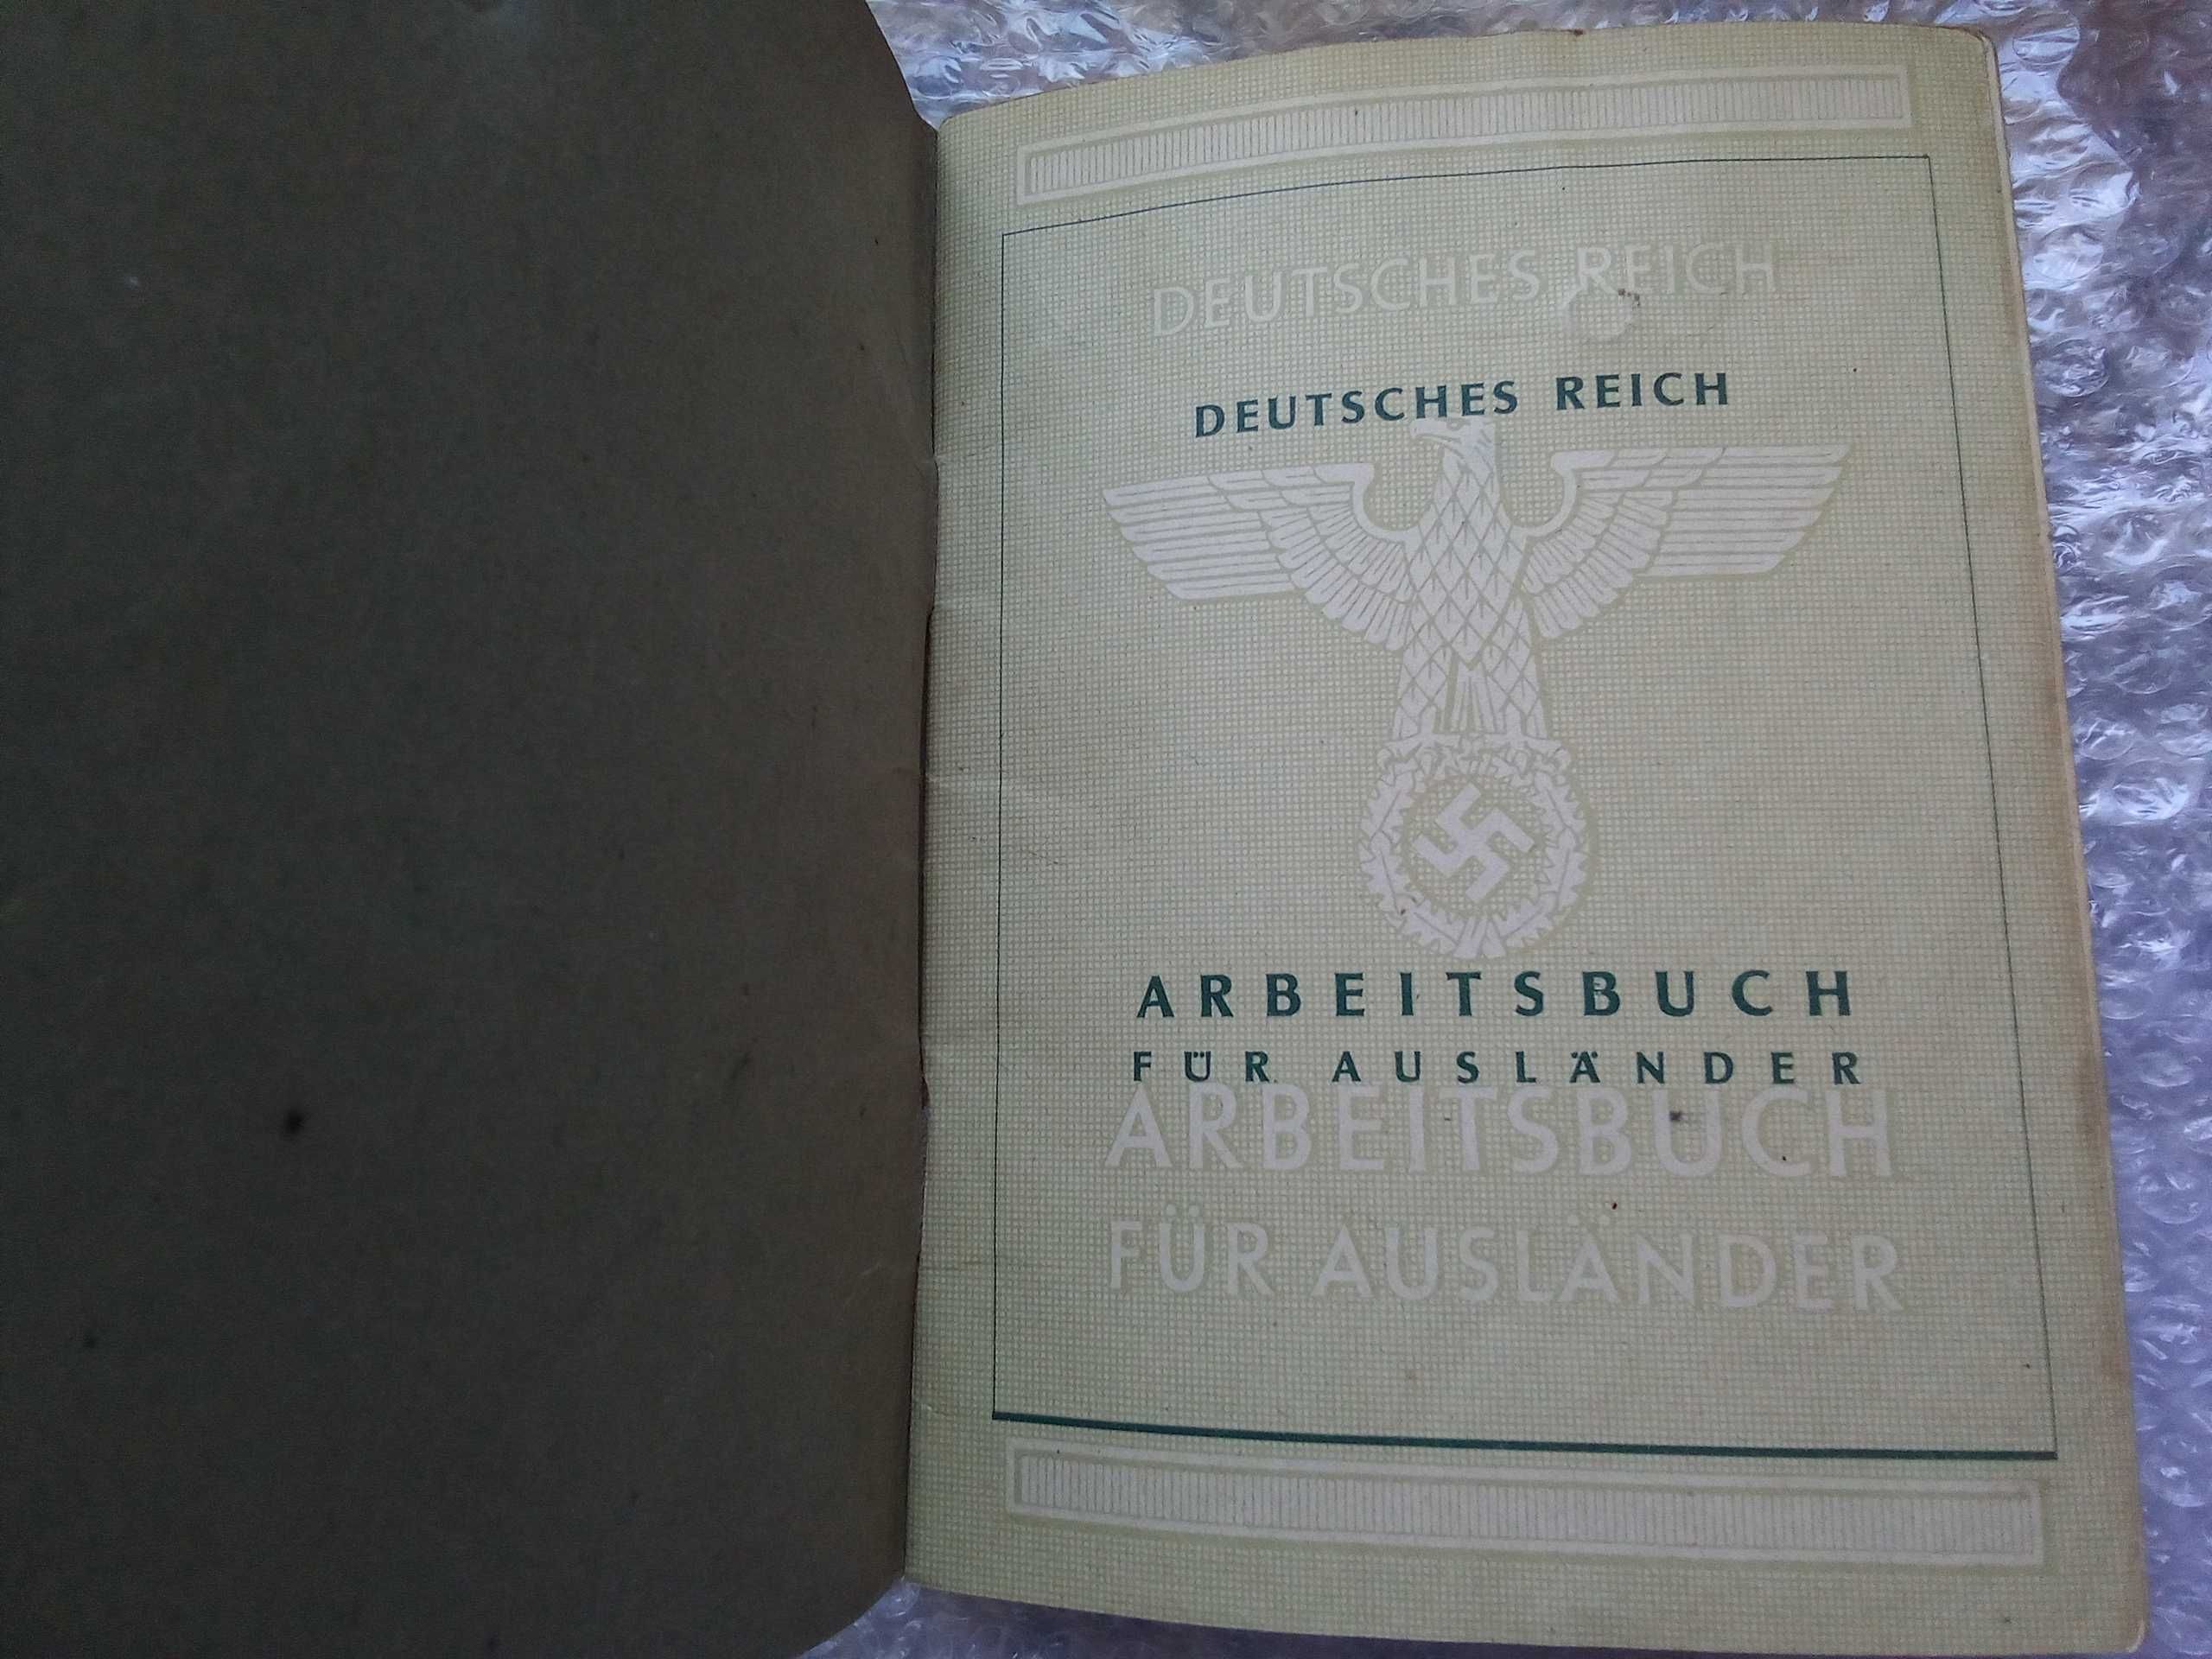 DEUTSCHES REICH
DEUTSCHES REICH
ARBEITSBUCH
FÜR AUSLÄNDER
ARBEITSBUCH
FÜR AUSLÄNDER